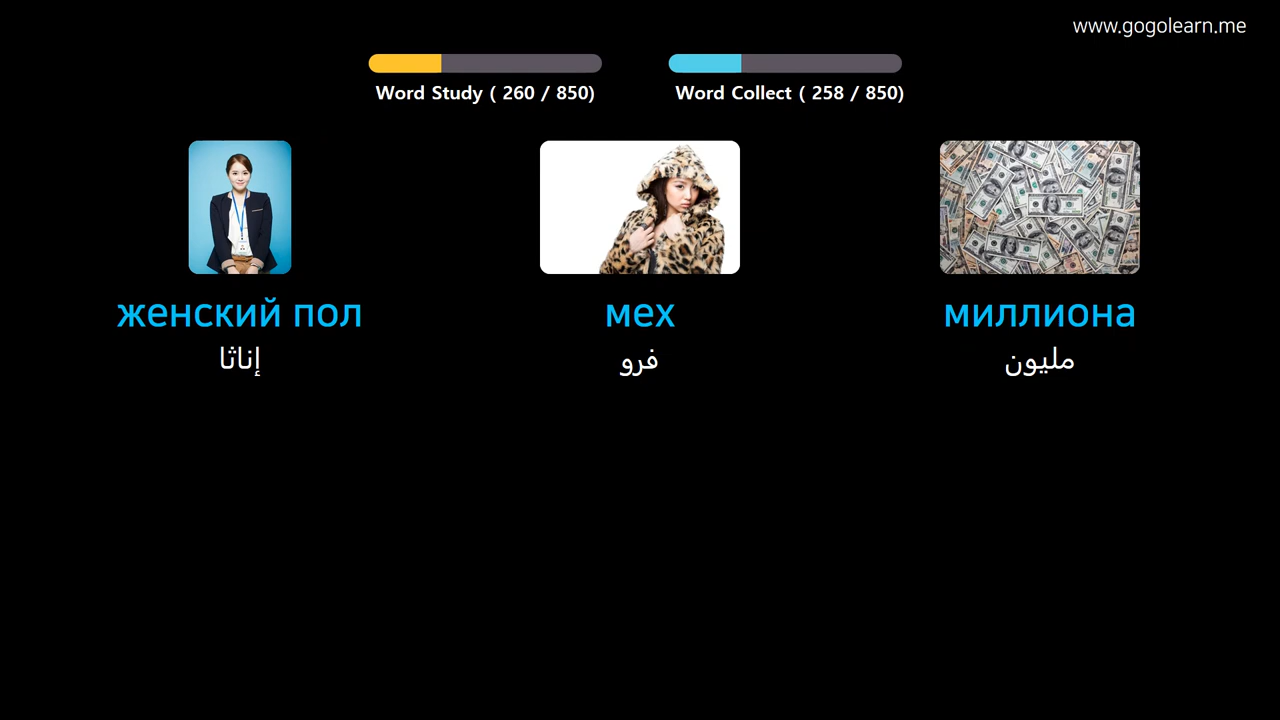 www.gogolearn.me
Word Study ( 260 / 850)
Word Collect ( 258 / 850)
женский пол
мех
миллиона
إناثا
فرو
مليون